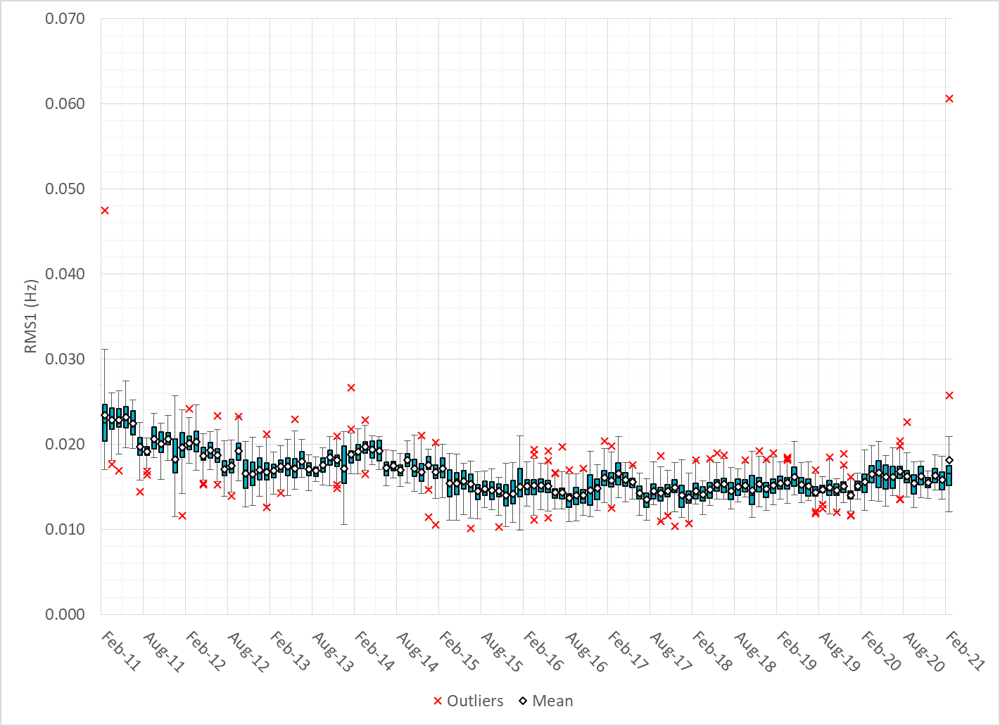 0.070
0.060
0.050
0.040
0.030
0.020
0.010
0.000
RMS1 (Hz)
Feb-11
Aug-11
Feb-12
Aug-12
Feb-13
Aug-13
Feb-14
Aug-14
Feb-15
Aug-15
Feb-16
Aug-16
Feb-17
Aug-17
Feb-18
Aug-18
Feb-19
Aug-19
Feb-20
Aug-20
Feb-21
Outliers Mean